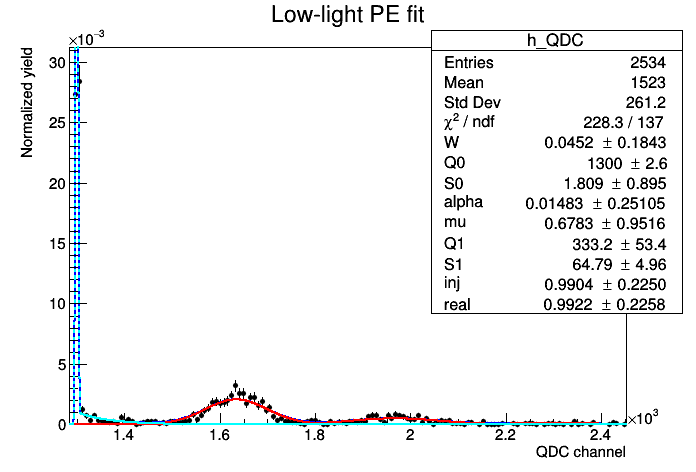 Low-light PE fit
×10⁻³
Normalized yield
30
25
20
15
10
5
0
1.4 1.6 1.8 2 2.2 2.4
×10³
QDC channel
h_QDC
Entries 2534
Mean 1523
Std Dev 261.2
χ² / ndf 228.3 / 137
W 0.0452 ± 0.1843
Q0 1300 ± 2.6
S0 1.809 ± 0.895
alpha 0.01483 ± 0.25105
mu 0.6783 ± 0.9516
Q1 333.2 ± 53.4
S1 64.79 ± 4.96
inj 0.9904 ± 0.2250
real 0.9922 ± 0.2258